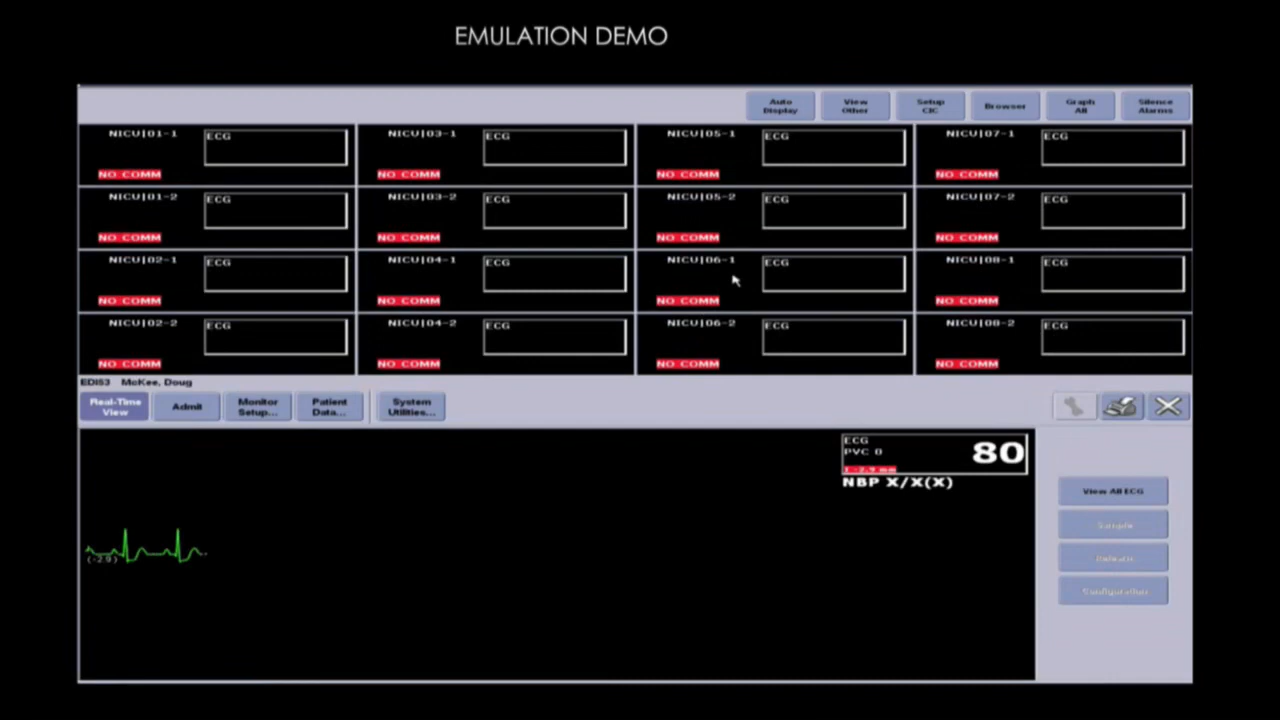 EMULATION DEMO
Auto Display
View Other
Setup CIC
Browser
Graph All
Silence Alarms
NICU|01-1 ECG NICU|03-1 ECG NICU|05-1 ECG NICU|07-1 ECG
NO COMM NO COMM NO COMM NO COMM
NICU|01-2 ECG NICU|03-2 ECG NICU|05-2 ECG NICU|07-2 ECG
NO COMM NO COMM NO COMM NO COMM
NICU|02-1 ECG NICU|04-1 ECG NICU|06-1 ECG NICU|08-1 ECG
NO COMM NO COMM NO COMM NO COMM
NICU|02-2 ECG NICU|04-2 ECG NICU|06-2 ECG NICU|08-2 ECG
NO COMM NO COMM NO COMM NO COMM
EDI53 McKee, Doug
Real-Time View
Admit
Monitor Setup...
Patient Data...
System Utilities...
ECG
PVC 0
80
NBP X/X(X)
(-2.9)
View All ECG
Sample
Relearn
Configuration